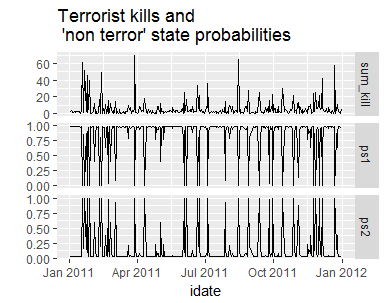 Terrorist kills and
'non terror' state probabilities
60
40
20
0
sum_kill
1.00
0.75
0.50
0.25
0.00
ps1
1.00
0.75
0.50
0.25
0.00
ps2
Jan 2011 Apr 2011 Jul 2011 Oct 2011 Jan 2012
idate